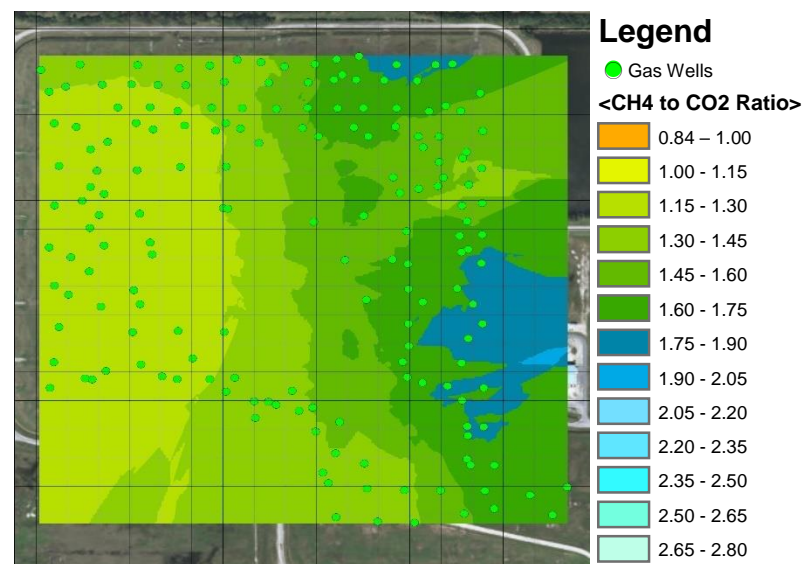 Legend
Gas Wells
<CH4 to CO2 Ratio>
0.84 – 1.00
1.00 - 1.15
1.15 - 1.30
1.30 - 1.45
1.45 - 1.60
1.60 - 1.75
1.75 - 1.90
1.90 - 2.05
2.05 - 2.20
2.20 - 2.35
2.35 - 2.50
2.50 - 2.65
2.65 - 2.80